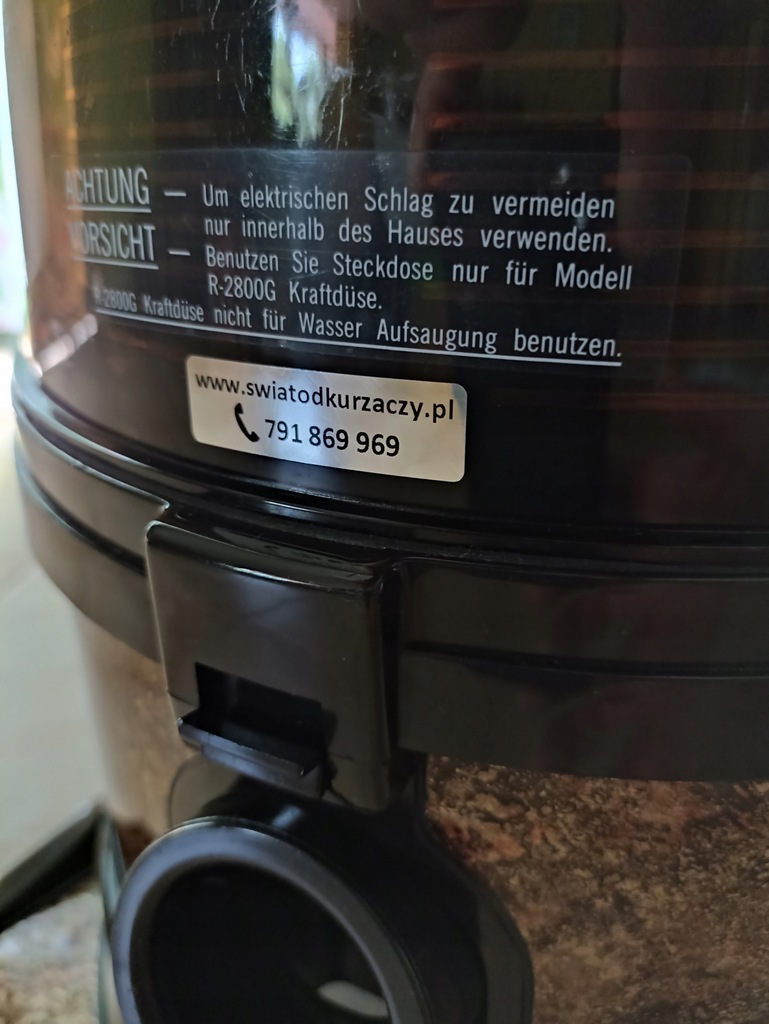 ACHTUNG — Um elektrischen Schlag zu vermeiden
nur innerhalb des Hauses verwenden.
VORSICHT — Benutzen Sie Steckdose nur für Modell
R-2800G Kraftdüse.
R-2800G Kraftdüse nicht für Wasser Aufsaugung benutzen.
www.swiatodkurzaczy.pl
791 869 969